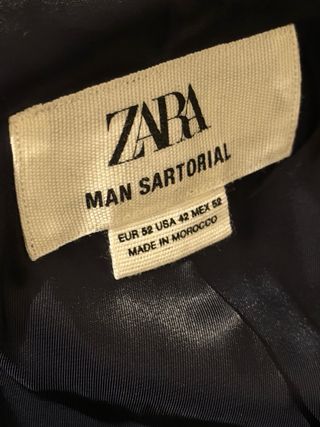 ZARA
MAN SARTORIAL
EUR 52 USA 42 MEX 52
MADE IN MOROCCO